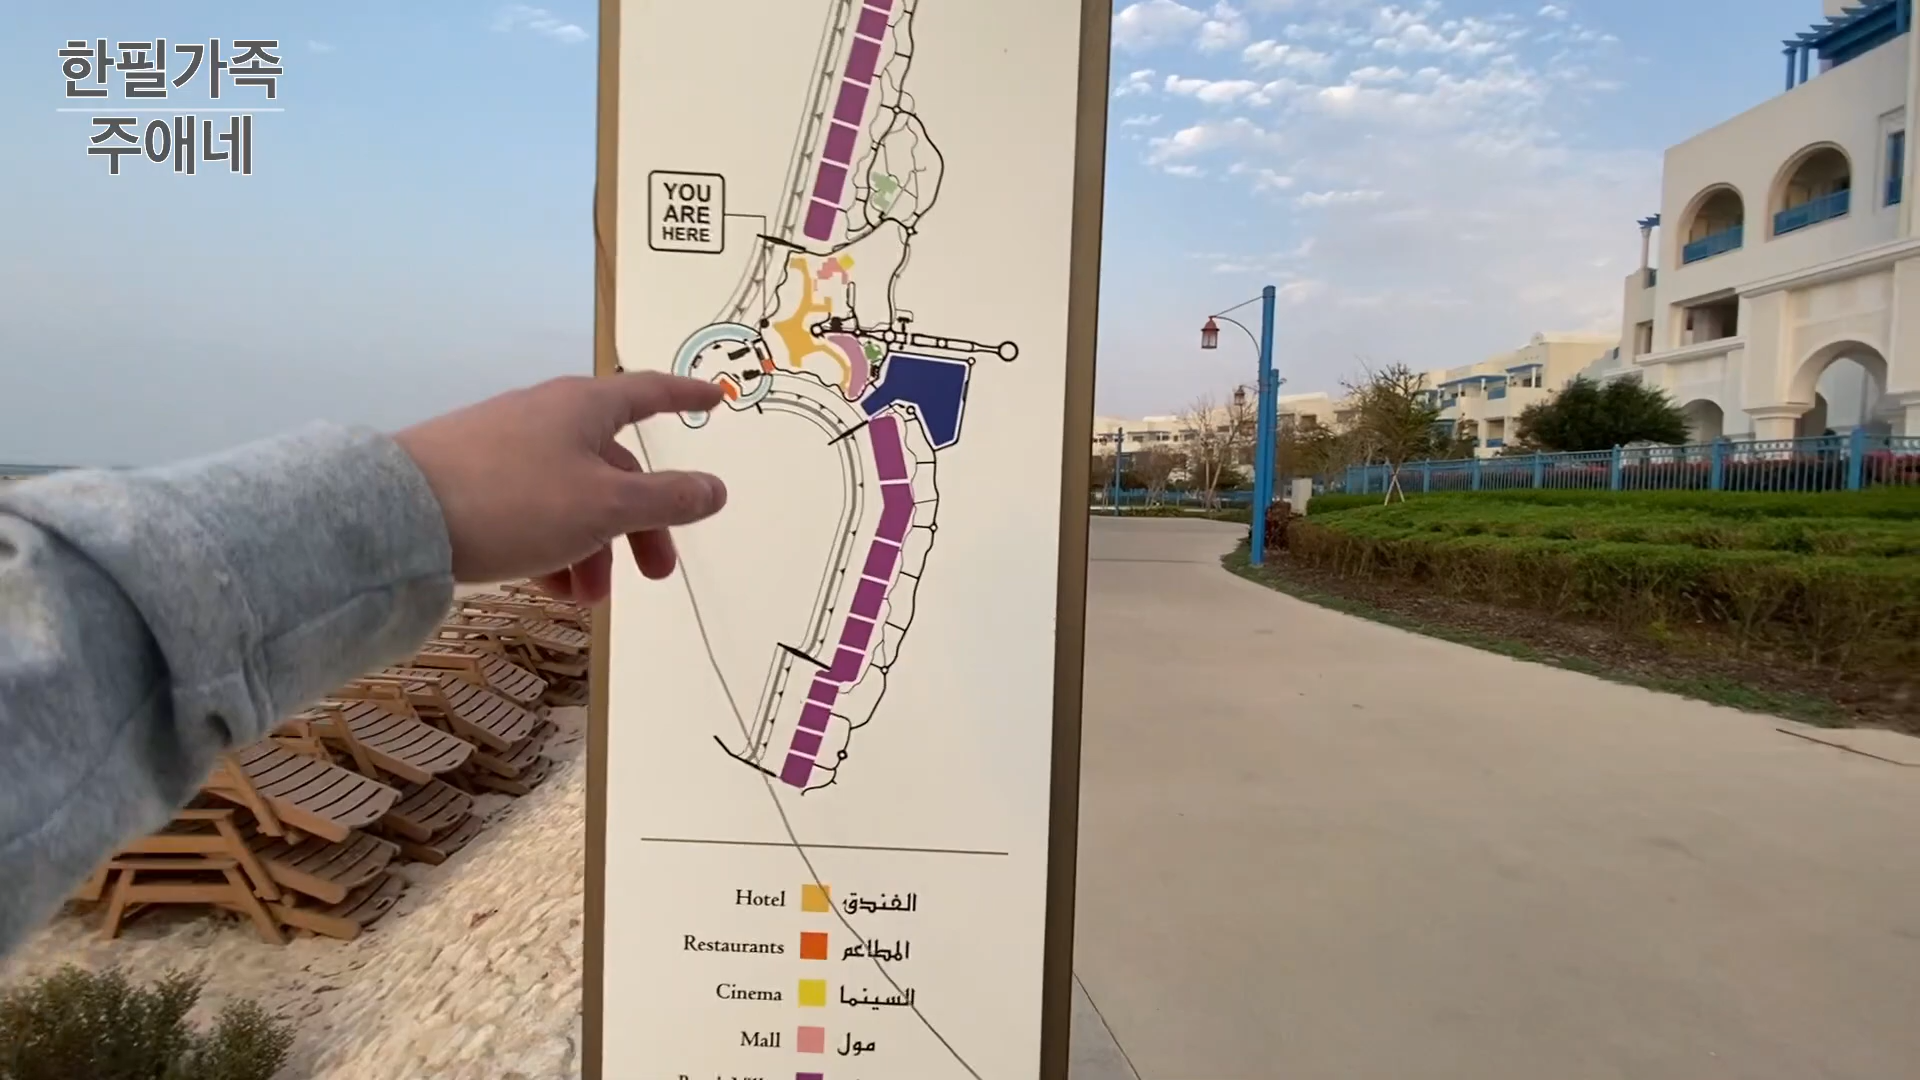 한필가족
주애네
YOU
ARE
HERE
Hotel الفندق
Restaurants المطاعم
Cinema السينما
Mall مول